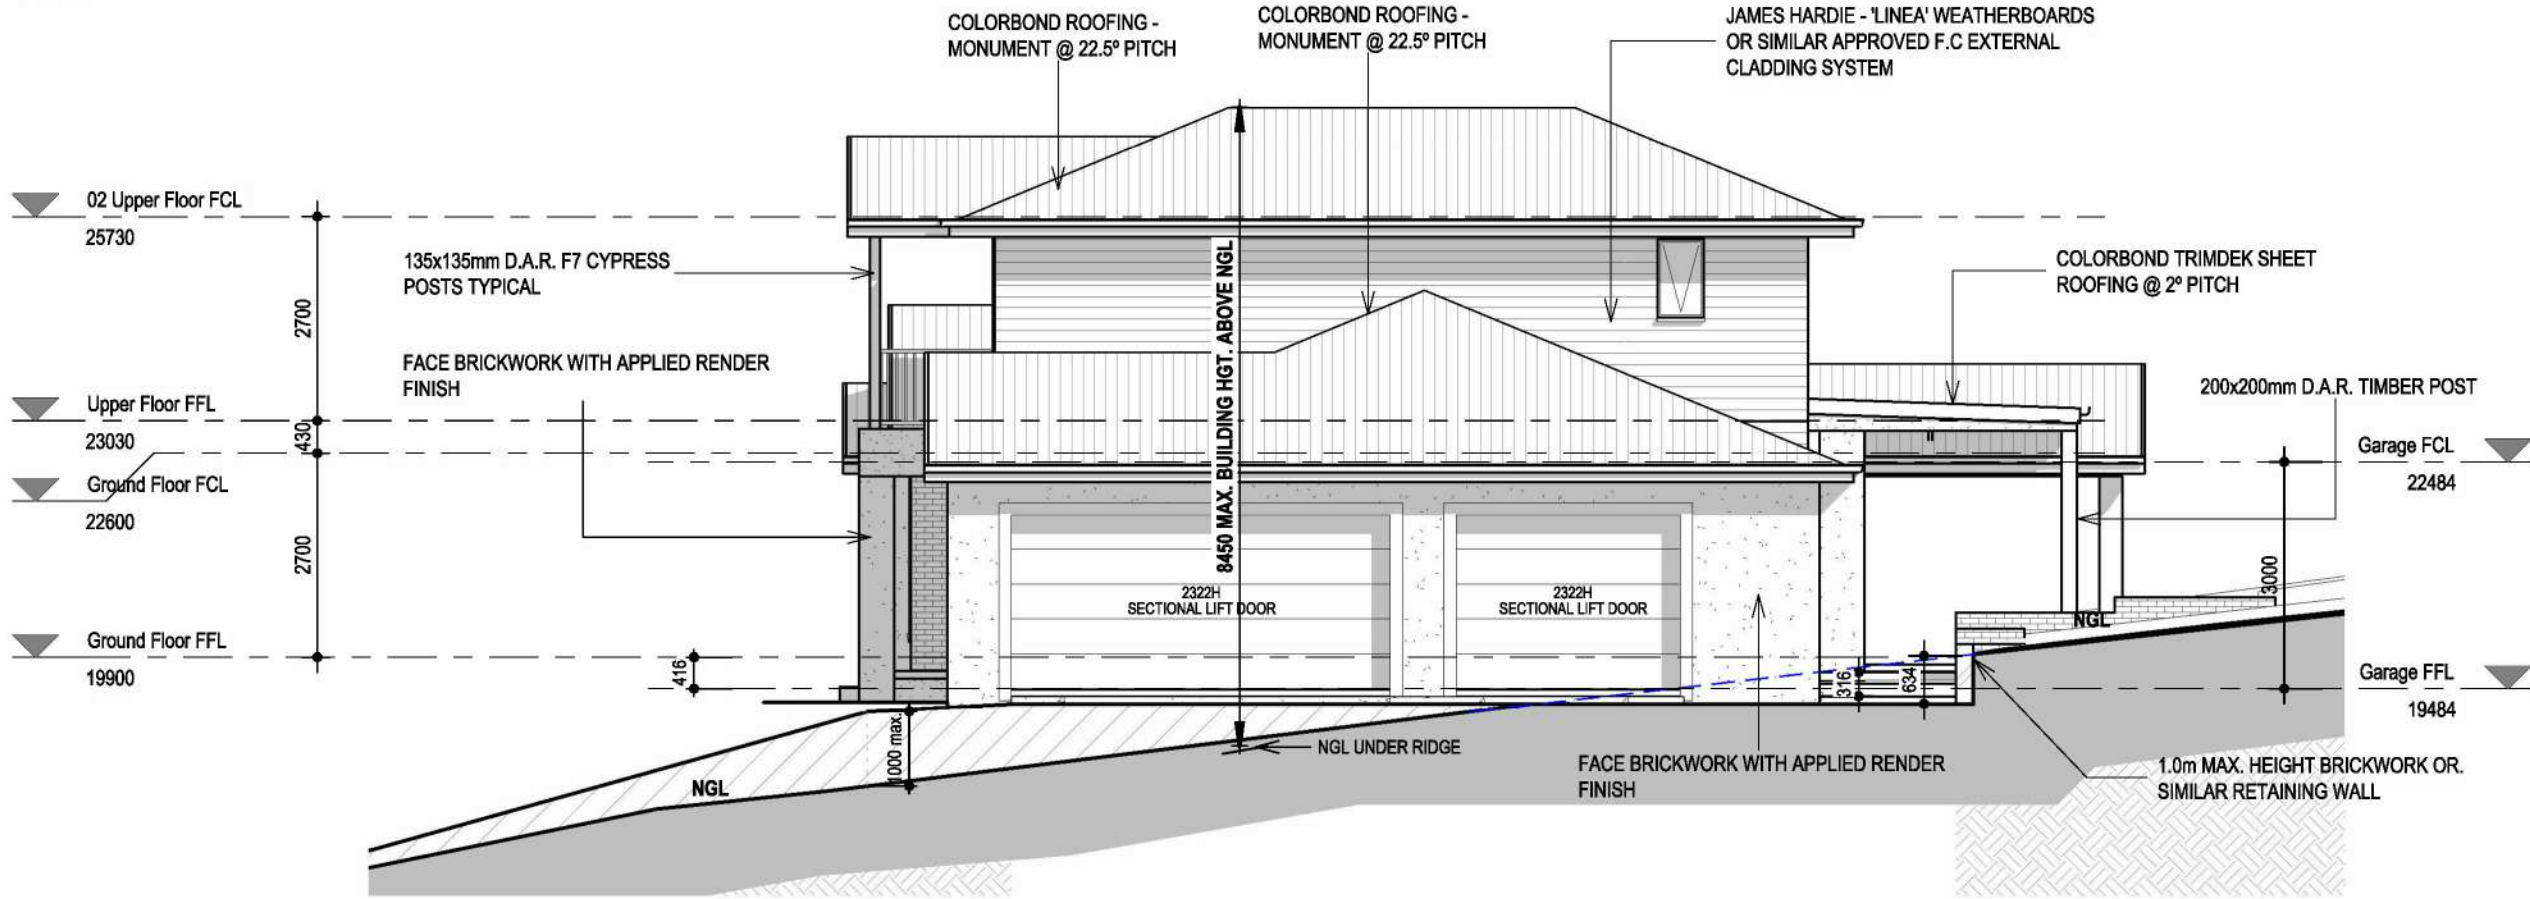 COLORBOND ROOFING -
MONUMENT @ 22.5º PITCH
COLORBOND ROOFING -
MONUMENT @ 22.5º PITCH
JAMES HARDIE - 'LINEA' WEATHERBOARDS
OR SIMILAR APPROVED F.C EXTERNAL
CLADDING SYSTEM
02 Upper Floor FCL
25730
135x135mm D.A.R. F7 CYPRESS
POSTS TYPICAL
COLORBOND TRIMDEK SHEET
ROOFING @ 2º PITCH
2700
8450 MAX. BUILDING HGT. ABOVE NGL
FACE BRICKWORK WITH APPLIED RENDER
FINISH
200x200mm D.A.R. TIMBER POST
Upper Floor FFL
23030
430
Garage FCL
22484
Ground Floor FCL
22600
2700
3000
2322H
SECTIONAL LIFT DOOR
2322H
SECTIONAL LIFT DOOR
NGL
Ground Floor FFL
19900
416
316
634
Garage FFL
19484
1000 max.
NGL UNDER RIDGE
NGL
FACE BRICKWORK WITH APPLIED RENDER
FINISH
1.0m MAX. HEIGHT BRICKWORK OR.
SIMILAR RETAINING WALL